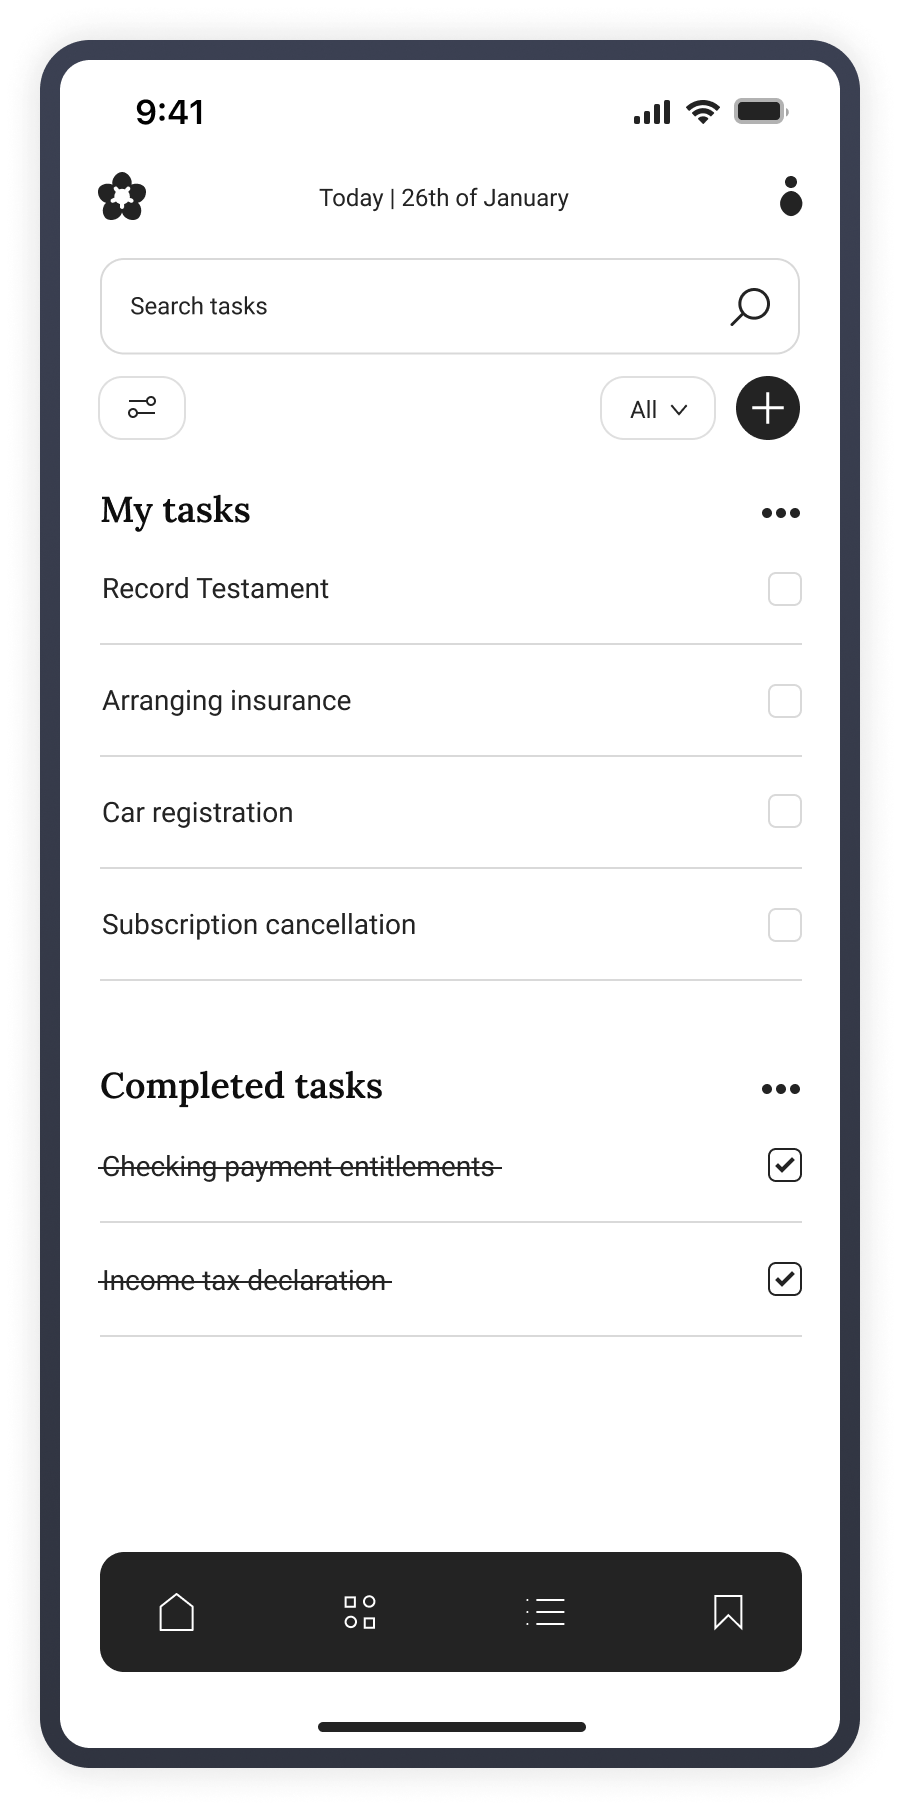 9:41
Today | 26th of January
Search tasks
All
My tasks
Record Testament
Arranging insurance
Car registration
Subscription cancellation
Completed tasks
Checking payment entitlements
Income tax declaration